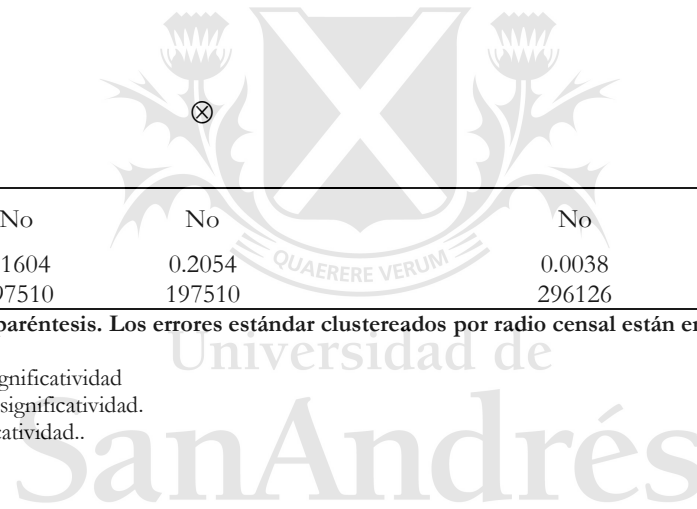 ⊗
No No No
1604 0.2054 0.0038
97510 197510 296126
paréntesis. Los errores estándar clustereados por radio censal están en
gnificatividad
significatividad.
catividad..
QUAERERE VERUM
Universidad de
SanAndrés